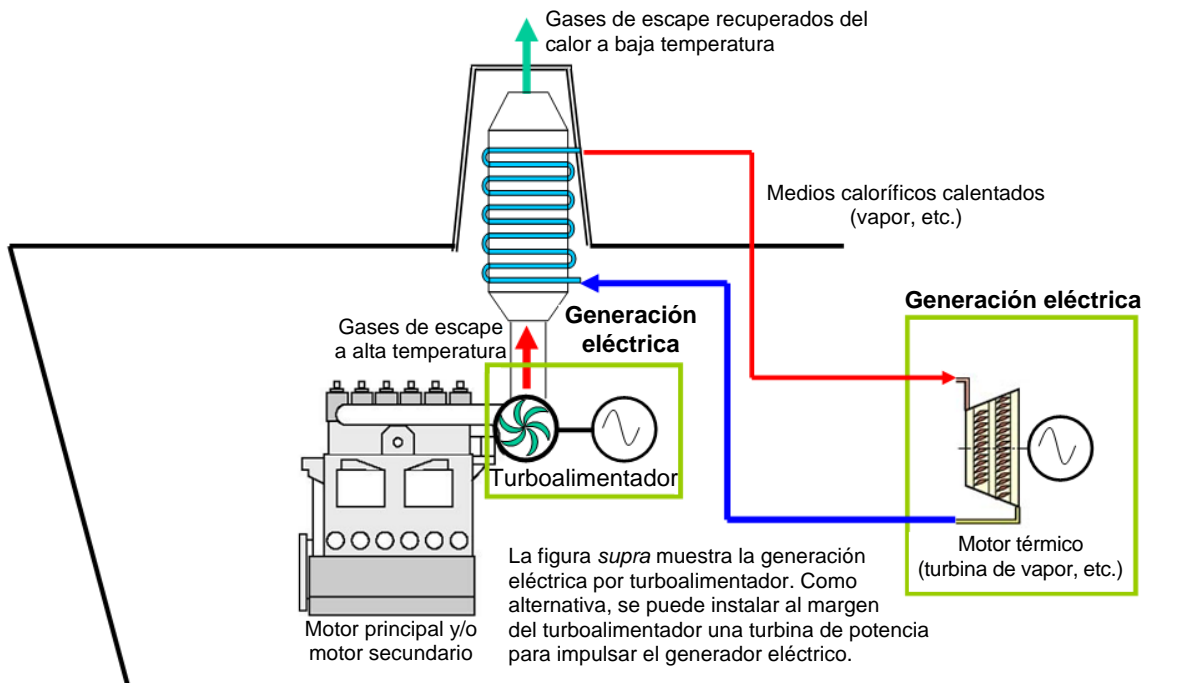 Gases de escape recuperados del
calor a baja temperatura
Medios caloríficos calentados
(vapor, etc.)
Generación eléctrica
Generación
eléctrica
Gases de escape
a alta temperatura
Turboalimentador
Motor térmico
(turbina de vapor, etc.)
La figura supra muestra la generación
eléctrica por turboalimentador. Como
alternativa, se puede instalar al margen
del turboalimentador una turbina de potencia
para impulsar el generador eléctrico.
Motor principal y/o
motor secundario